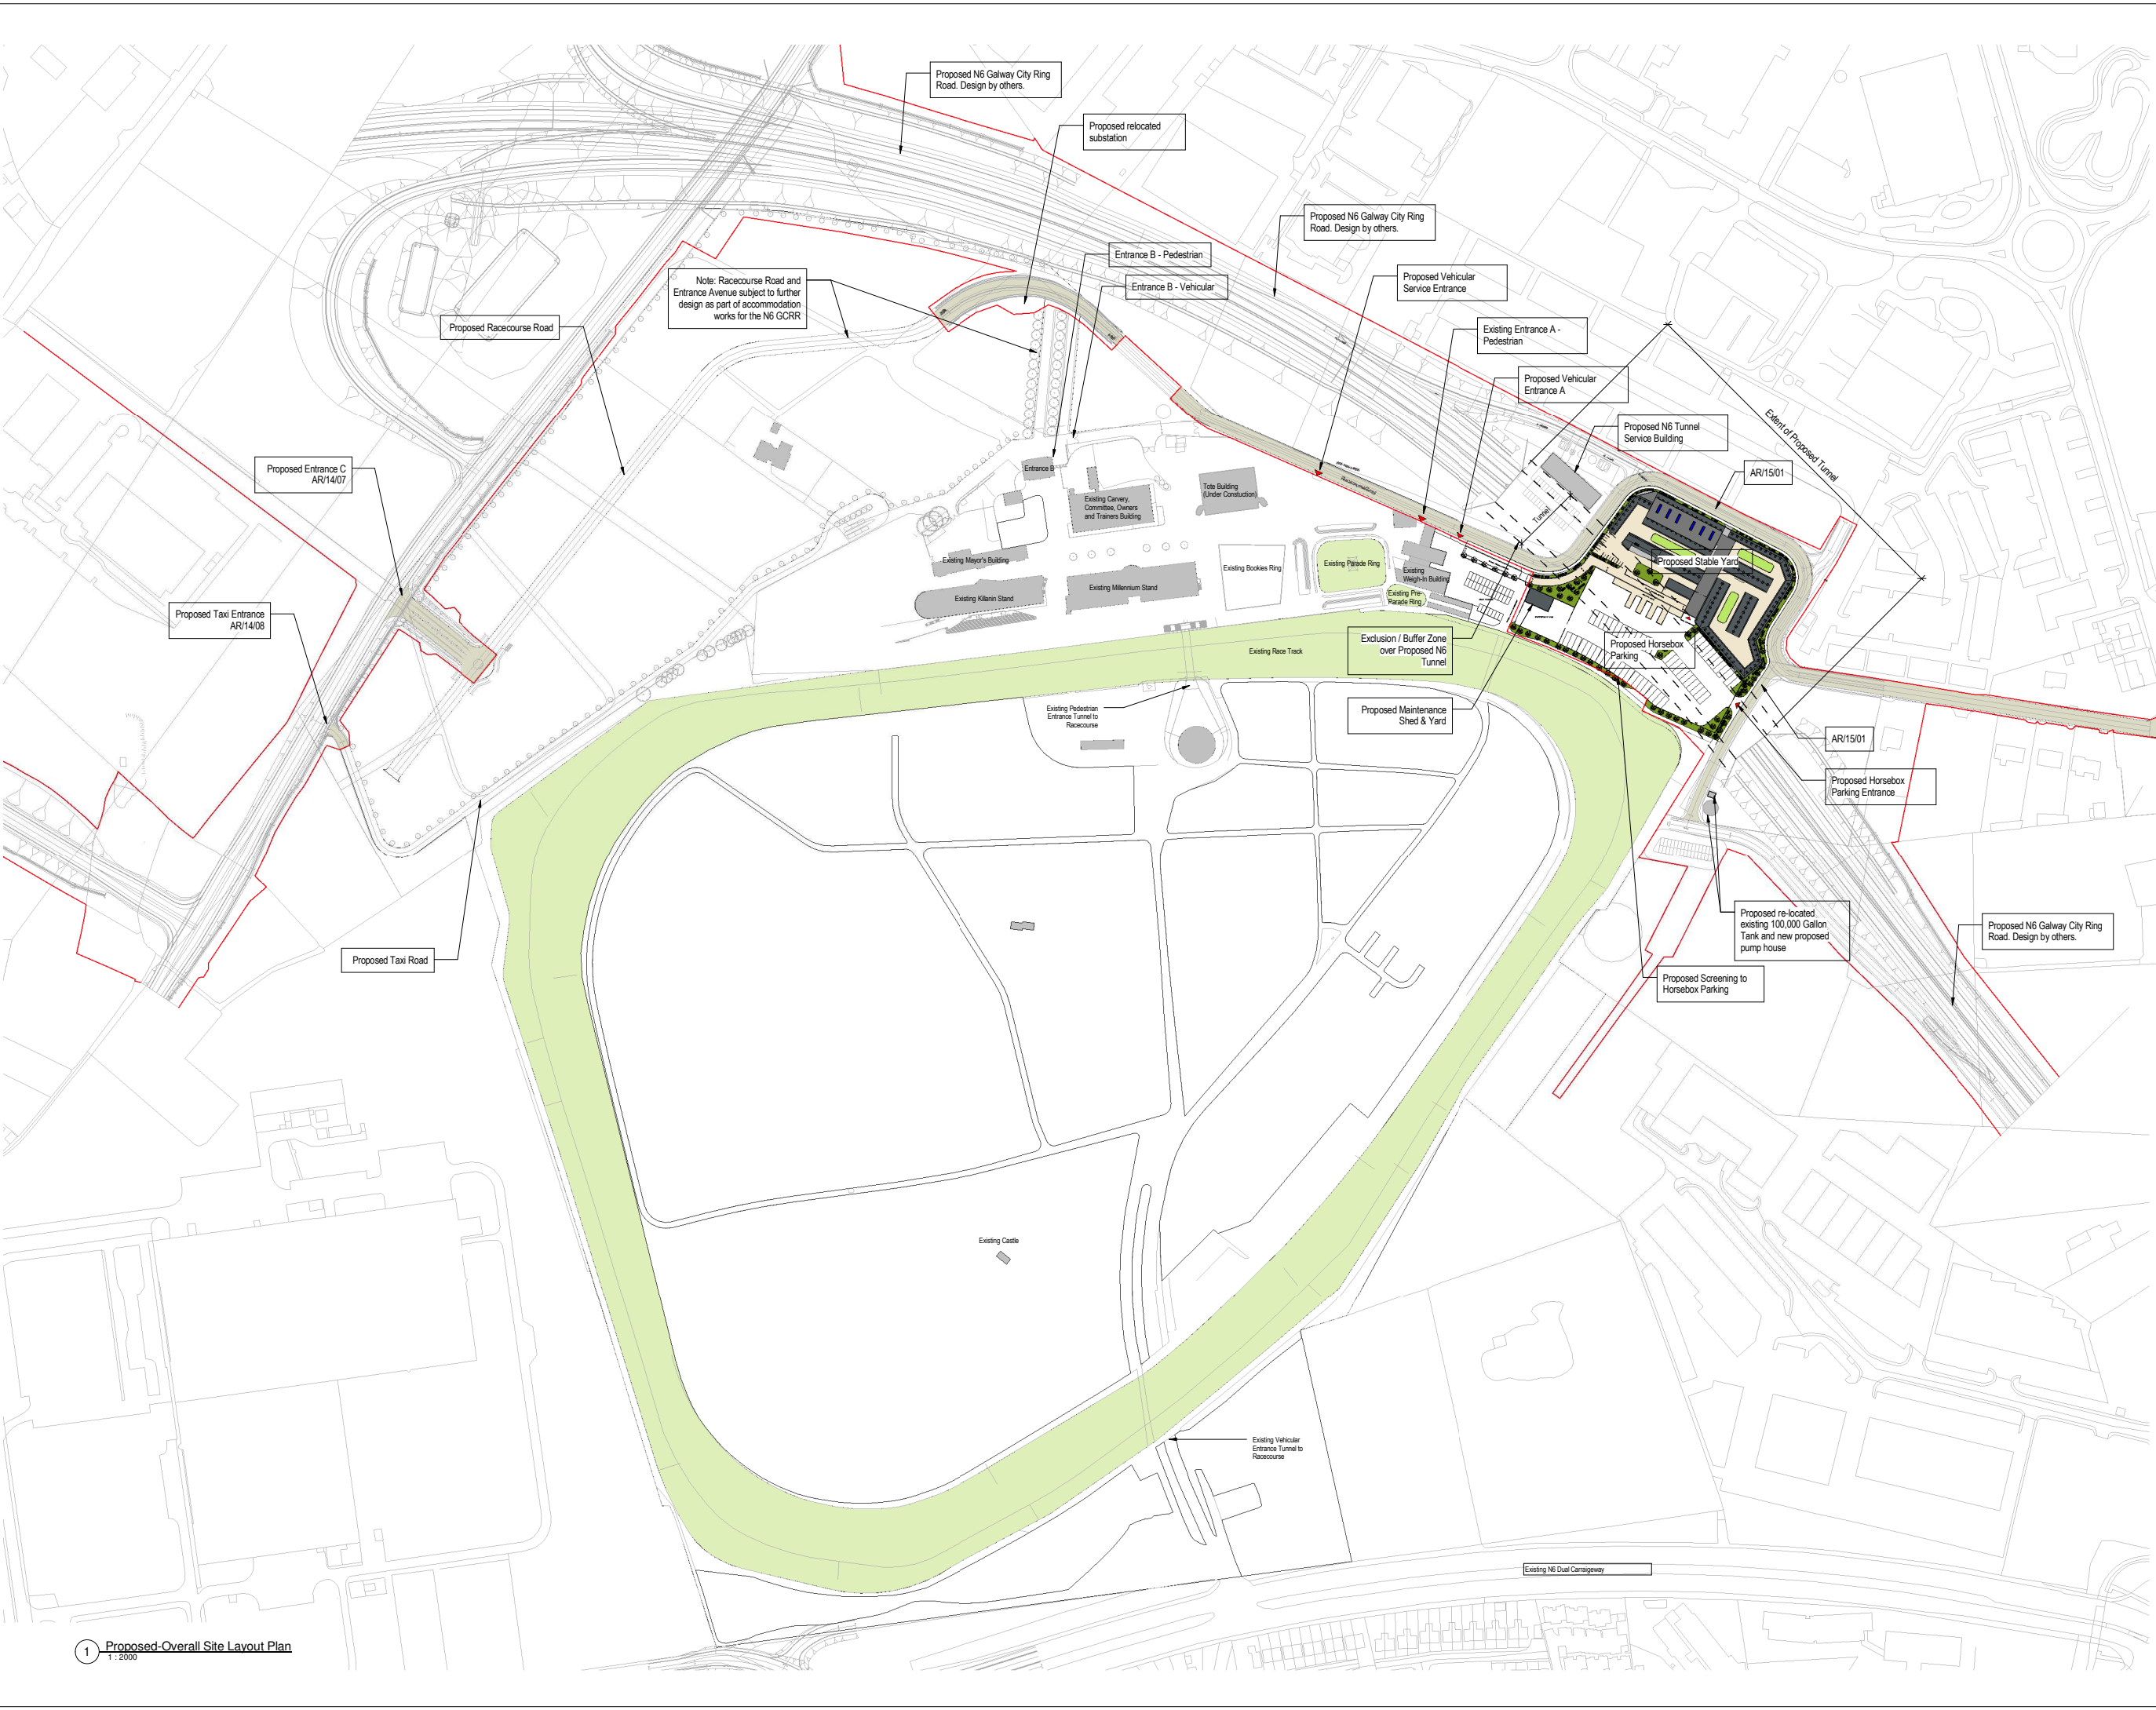 Proposed N6 Galway City Ring
Road. Design by others.
Proposed relocated
substation
Proposed N6 Galway City Ring
Road. Design by others.
Entrance B - Pedestrian
Entrance B - Vehicular
Note: Racecourse Road and
Entrance Avenue subject to further
design as part of accommodation
works for the N6 GCRR
Proposed Vehicular
Service Entrance
Proposed Racecourse Road
Existing Entrance A -
Pedestrian
Proposed Vehicular
Entrance A
Extent of Proposed Tunnel
Proposed N6 Tunnel
Service Building
Proposed Entrance C
AR/14/07
Entrance B
AR/15/01
Tote Building
(Under Constuction)
Existing Carvery,
Committee, Owners
and Trainers Building
Tunnel
Existing Mayor's Building
Existing Bookies Ring
Existing Parade Ring
Existing
Weigh-In Building
Proposed Stable Yard
Existing Killanin Stand
Existing Millennium Stand
Existing Pre-
Parade Ring
Proposed Taxi Entrance
AR/14/08
Existing Race Track
Exclusion / Buffer Zone
over Proposed N6
Tunnel
Proposed Horsebox
Parking
Existing Pedestrian
Entrance Tunnel to
Racecourse
Proposed Maintenance
Shed & Yard
AR/15/01
Proposed Horsebox
Parking Entrance
Proposed re-located
existing 100,000 Gallon
Tank and new proposed
pump house
Proposed N6 Galway City Ring
Road. Design by others.
Proposed Taxi Road
Proposed Screening to
Horsebox Parking
Existing Castle
Existing Vehicular
Entrance Tunnel to
Racecourse
Existing N6 Dual Carraigeway
1 Proposed-Overall Site Layout Plan
1 : 2000